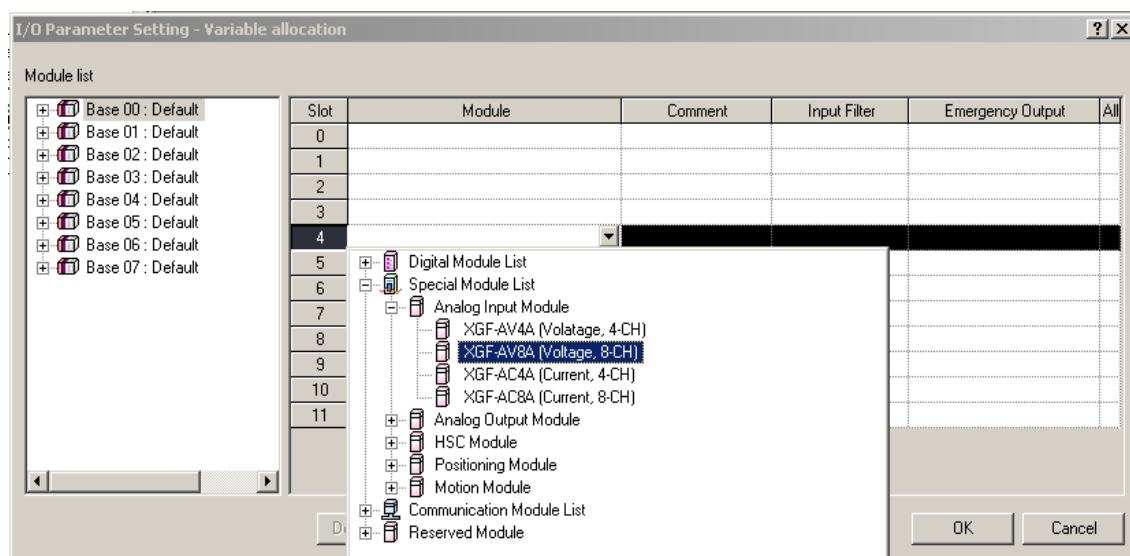 I/O Parameter Setting - Variable allocation
Module list
Base 00 : Default
Base 01 : Default
Base 02 : Default
Base 03 : Default
Base 04 : Default
Base 05 : Default
Base 06 : Default
Base 07 : Default
Slot Module Comment Input Filter Emergency Output All
0
1
2
3
4
5
6
7
8
9
10
11
Digital Module List
Special Module List
Analog Input Module
XGF-AV4A (Volatage, 4-CH)
XGF-AV8A (Voltage, 8-CH)
XGF-AC4A (Current, 4-CH)
XGF-AC8A (Current, 8-CH)
Analog Output Module
HSC Module
Positioning Module
Motion Module
Communication Module List
Reserved Module
OK Cancel